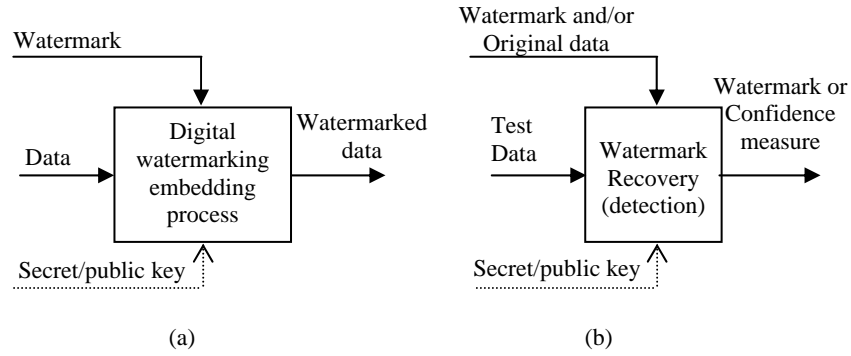 Watermark
Data
Digital
watermarking
embedding
process
Watermarked
data
Secret/public key
(a)
Watermark and/or
Original data
Test
Data
Watermark
Recovery
(detection)
Watermark or
Confidence
measure
Secret/public key
(b)